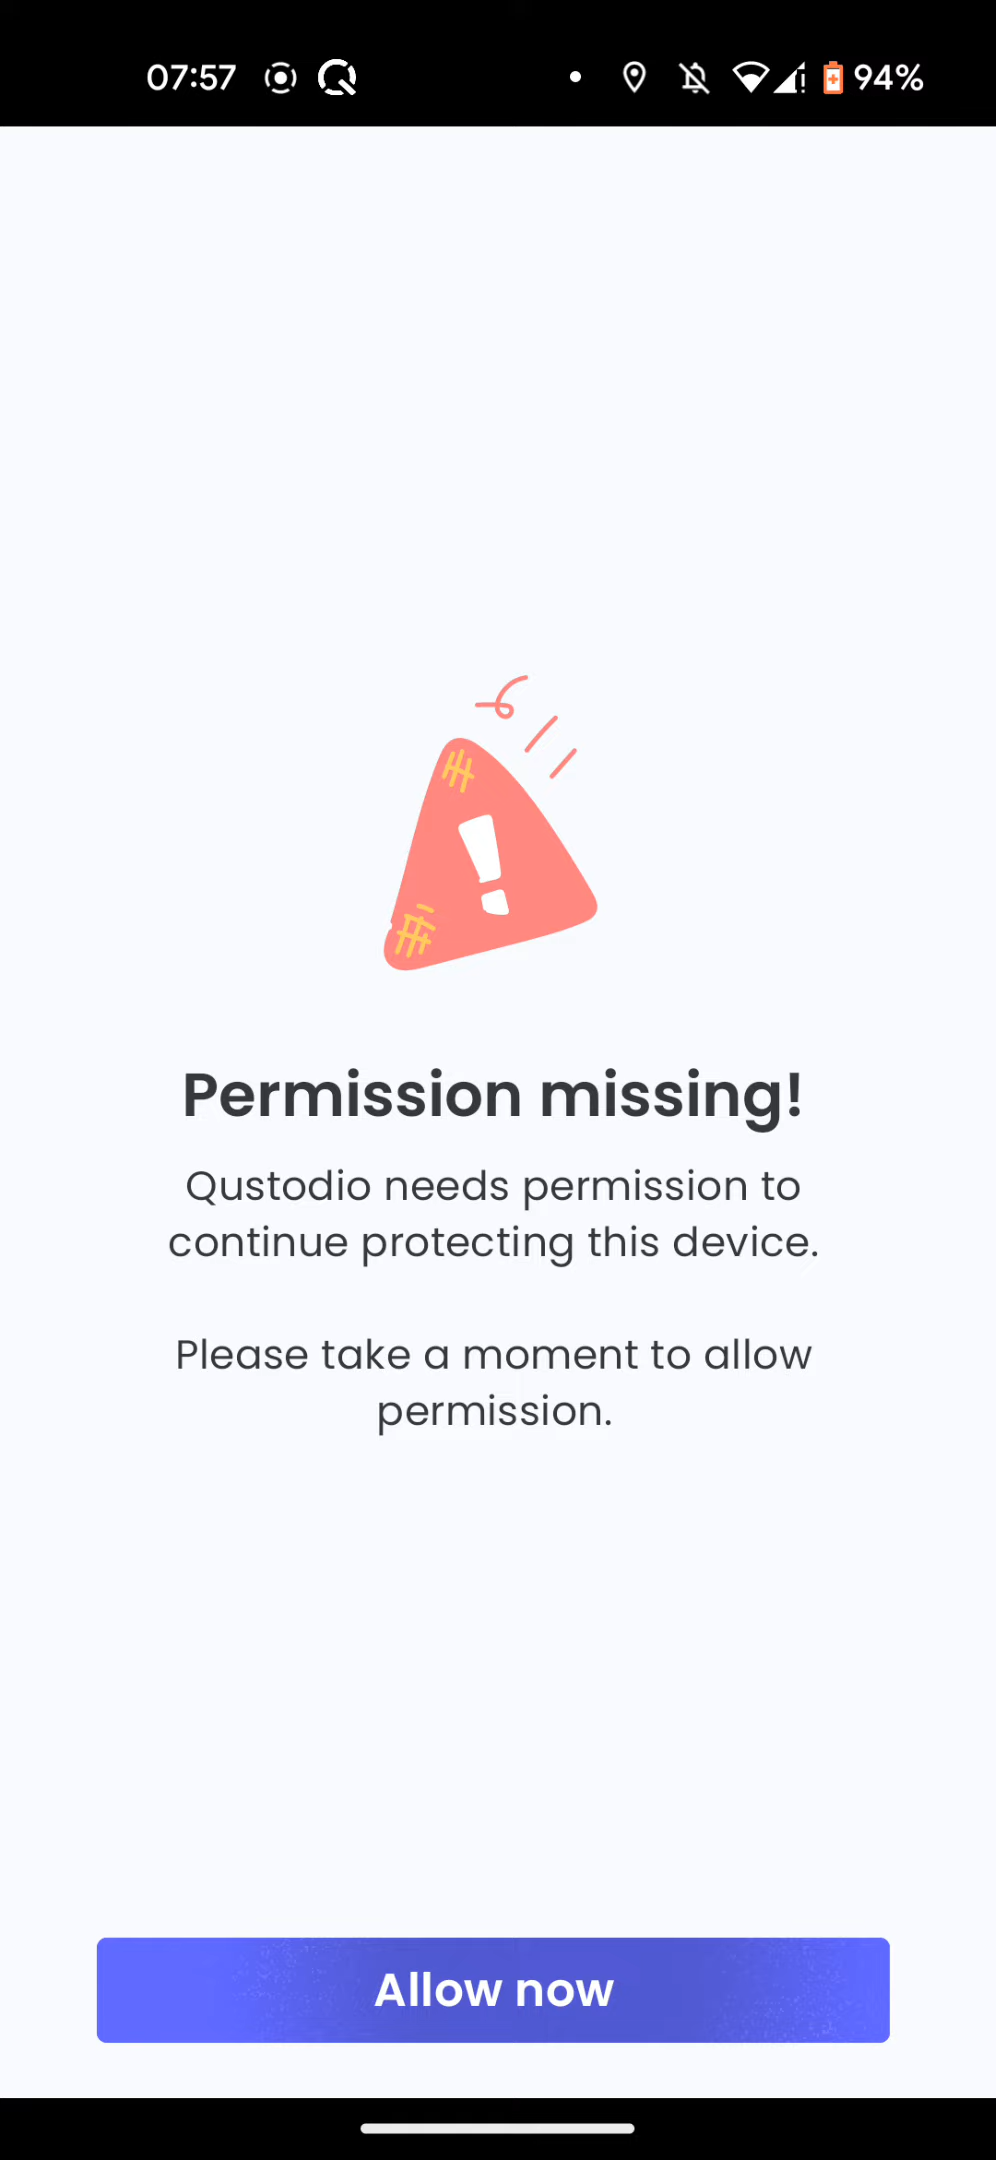 07:57
94%
Permission missing!
Qustodio needs permission to
continue protecting this device.
Please take a moment to allow
permission.
Allow now